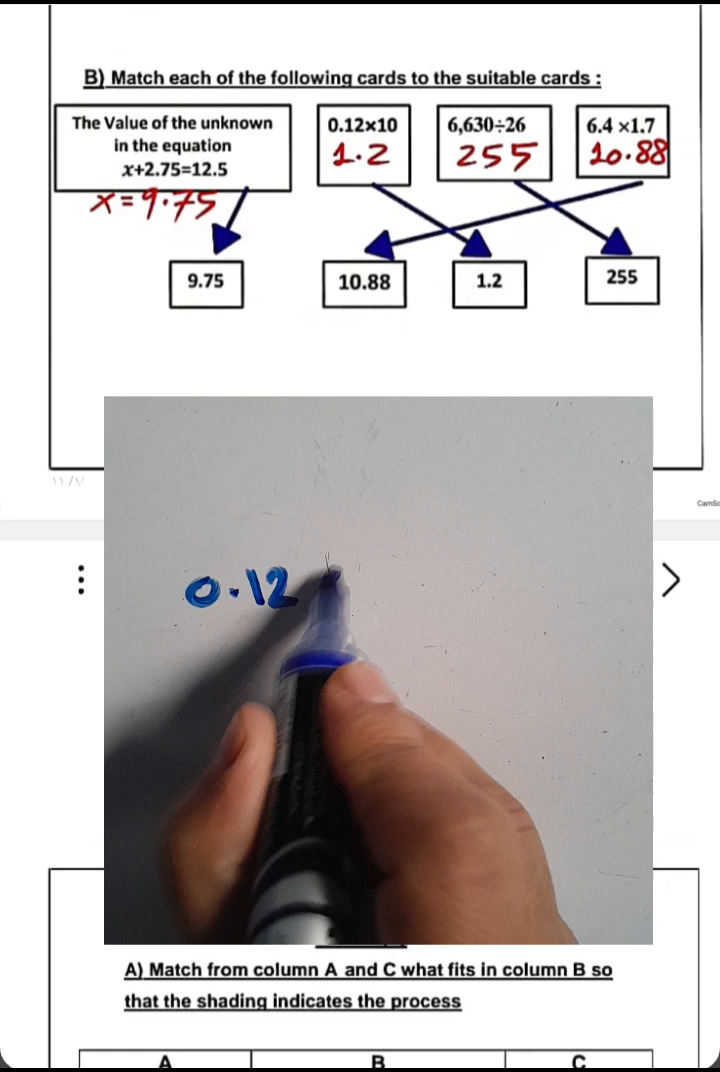 B) Match each of the following cards to the suitable cards :
The Value of the unknown
in the equation
x+2.75=12.5
x=9.75
0.12×10
1.2
6,630÷26
255
6.4 ×1.7
10.88
9.75
10.88
1.2
255
0.12
A) Match from column A and C what fits in column B so
that the shading indicates the process
A B C